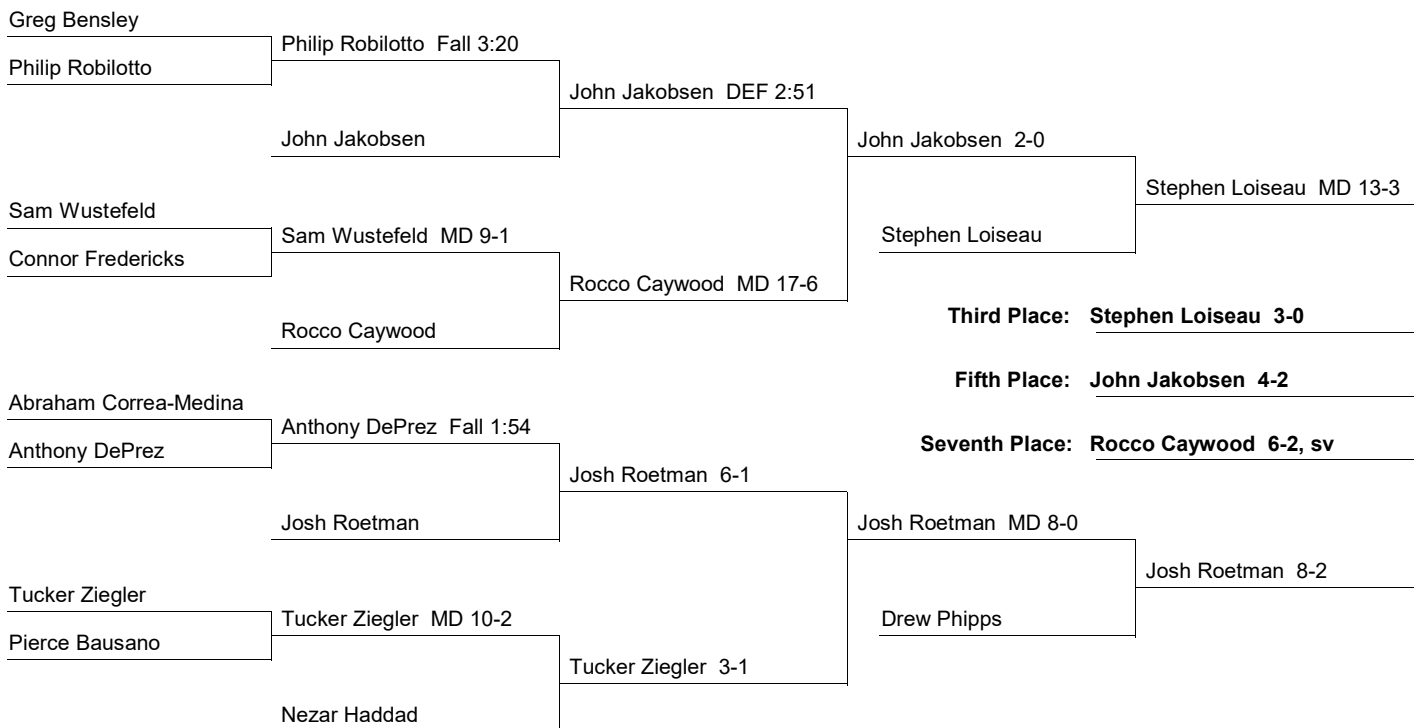 Greg Bensley
Philip Robilotto Fall 3:20
Philip Robilotto
John Jakobsen DEF 2:51
John Jakobsen
John Jakobsen 2-0
Stephen Loiseau MD 13-3
Sam Wustefeld
Sam Wustefeld MD 9-1
Stephen Loiseau
Connor Fredericks
Rocco Caywood MD 17-6
Third Place: Stephen Loiseau 3-0
Rocco Caywood
Fifth Place: John Jakobsen 4-2
Abraham Correa-Medina
Anthony DePrez Fall 1:54
Seventh Place: Rocco Caywood 6-2, sv
Anthony DePrez
Josh Roetman 6-1
Josh Roetman
Josh Roetman MD 8-0
Josh Roetman 8-2
Tucker Ziegler
Tucker Ziegler MD 10-2
Drew Phipps
Pierce Bausano
Tucker Ziegler 3-1
Nezar Haddad